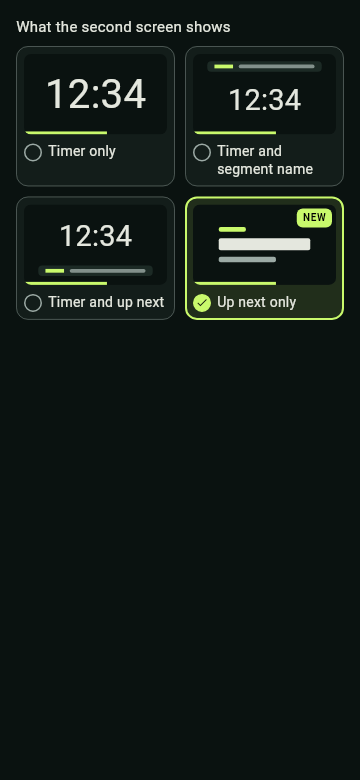 What the second screen shows
12:34
Timer only
12:34
Timer and
segment name
12:34
Timer and up next
NEW
Up next only